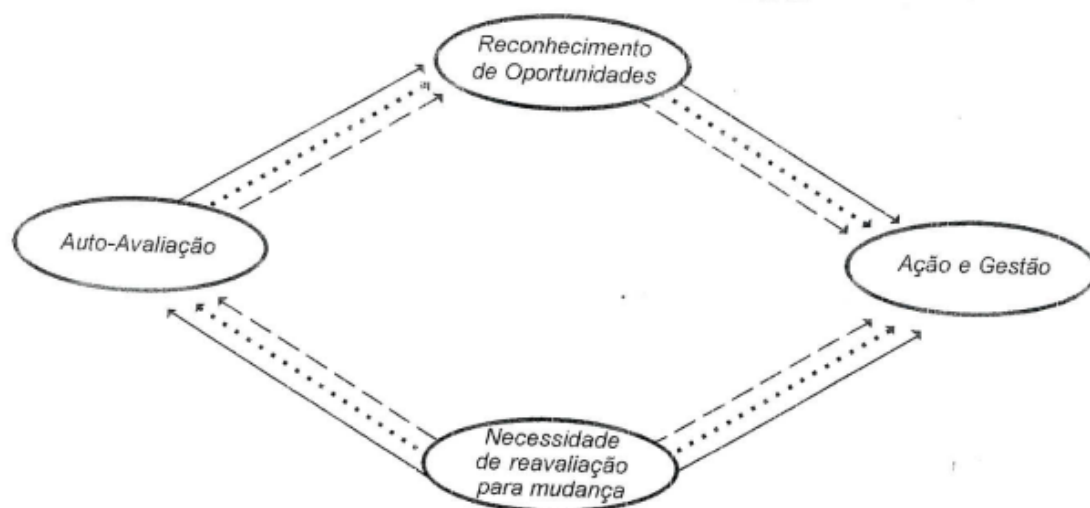 Reconhecimento
de Oportunidades
Auto-Avaliação
Ação e Gestão
Necessidade
de reavaliação
para mudança